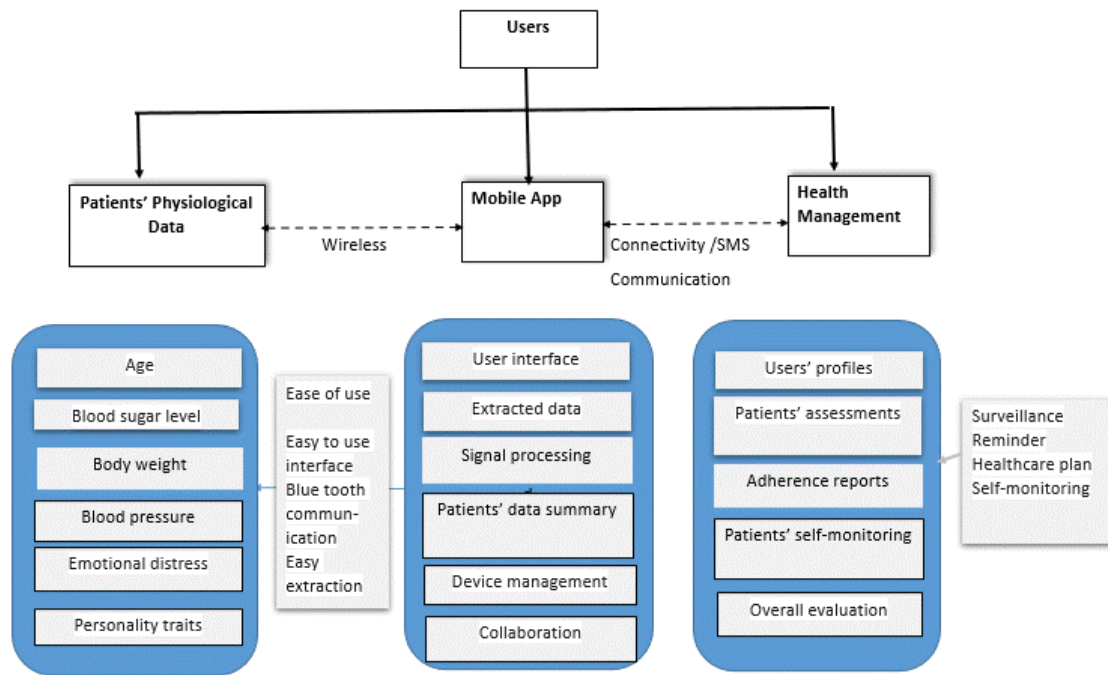 Users
Patients’ Physiological
Data
Mobile App
Health
Management
Wireless
Connectivity /SMS
Communication
Age
Blood sugar level
Body weight
Blood pressure
Emotional distress
Personality traits
Ease of use
Easy to use
interface
Blue tooth
commun-
ication
Easy
extraction
User interface
Extracted data
Signal processing
Patients’ data summary
Device management
Collaboration
Users’ profiles
Patients’ assessments
Adherence reports
Patients’ self-monitoring
Overall evaluation
Surveillance
Reminder
Healthcare plan
Self-monitoring